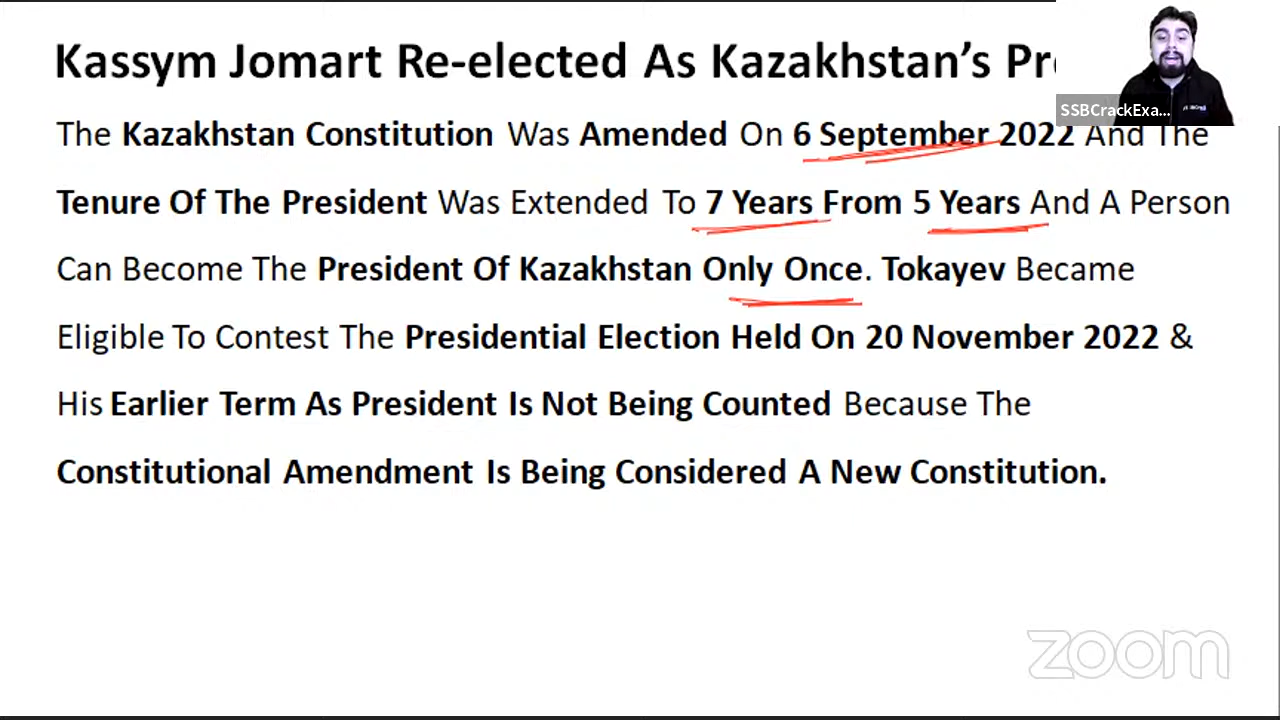 Kassym Jomart Re-elected As Kazakhstan's
SSBCrackExa...
The Kazakhstan Constitution Was Amended On 6 September 2022 And The
Tenure Of The President Was Extended To 7 Years From 5 Years And A Person
Can Become The President Of Kazakhstan Only Once. Tokayev Became
Eligible To Contest The Presidential Election Held On 20 November 2022 &
His Earlier Term As President Is Not Being Counted Because The
Constitutional Amendment Is Being Considered A New Constitution.
zoom